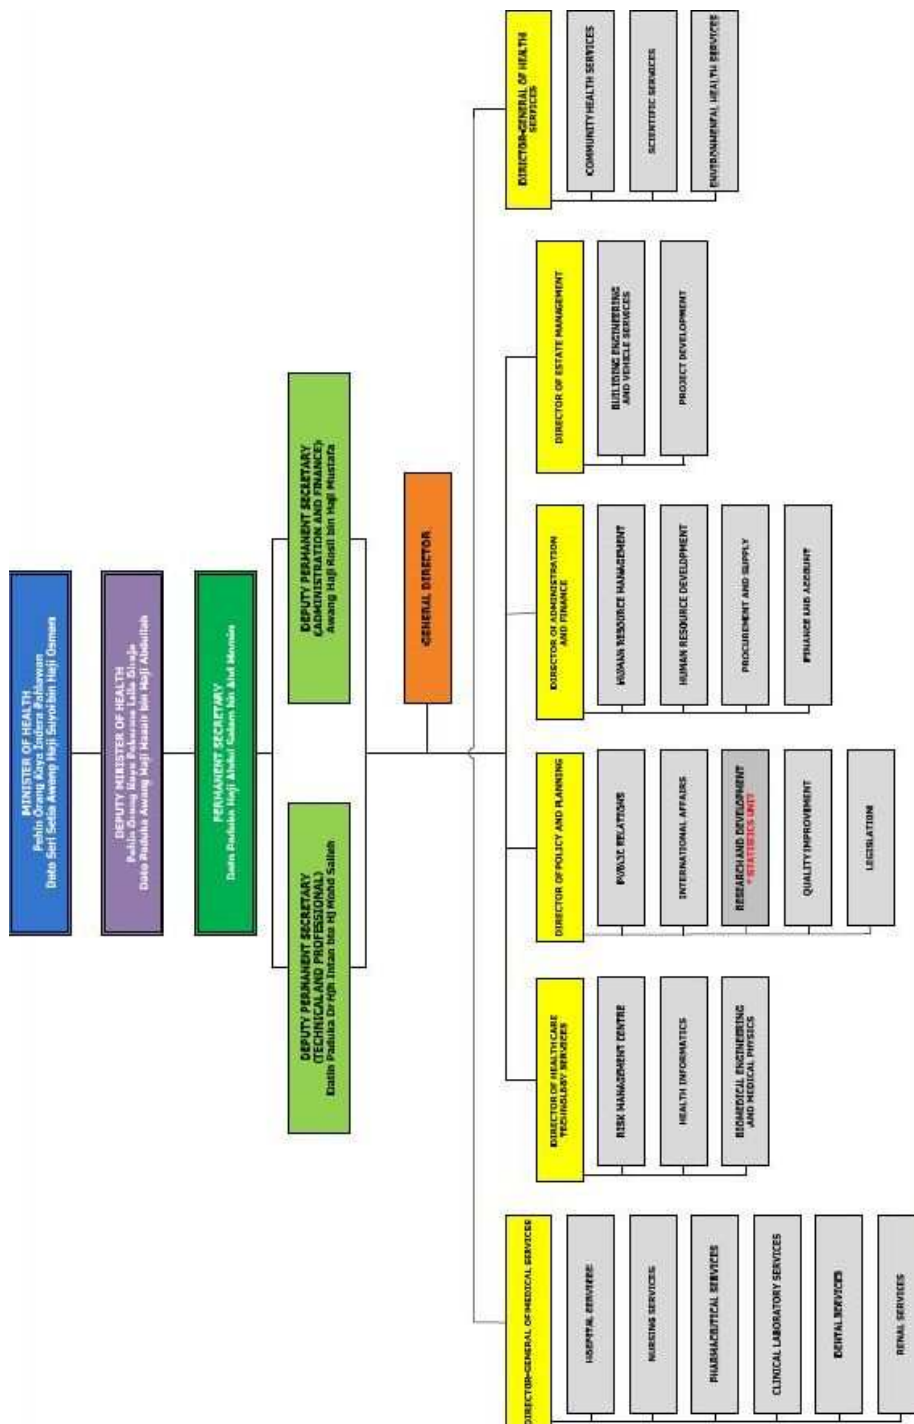 MINISTER OF HEALTH
Pehin Orang Kaya Indera Pahlawan
Dato Seri Setia Awang Haji Suyoi bin Haji Osman
DEPUTY MINISTER OF HEALTH
Pehin Orang Kaya Pekerma Laila Diraja
Dato Paduka Awang Haji Hazair bin Haji Abdullah
PERMANENT SECRETARY
Dato Paduka Haji Abdul Salam bin Abd Momin
DEPUTY PERMANENT SECRETARY
(TECHNICAL AND PROFESSIONAL)
Datin Paduka Dr Hjh Intan bte Hj Mohd Salleh
DEPUTY PERMANENT SECRETARY
(ADMINISTRATION AND FINANCE)
Awang Haji Rosli bin Haji Mustafa
GENERAL DIRECTOR
DIRECTOR-GENERAL OF MEDICAL SERVICES
HOSPITAL SERVICES
NURSING SERVICES
PHARMACEUTICAL SERVICES
CLINICAL LABORATORY SERVICES
DENTAL SERVICES
RENAL SERVICES
DIRECTOR OF HEALTHCARE
TECHNOLOGY SERVICES
RISK MANAGEMENT CENTRE
HEALTH INFORMATICS
BIOMEDICAL ENGINEERING
AND MEDICAL PHYSICS
DIRECTOR OF POLICY AND PLANNING
PUBLIC RELATIONS
INTERNATIONAL AFFAIRS
RESEARCH AND DEVELOPMENT
* STATISTICS UNIT
QUALITY IMPROVEMENT
LEGISLATION
DIRECTOR OF ADMINISTRATION
AND FINANCE
HUMAN RESOURCE MANAGEMENT
HUMAN RESOURCE DEVELOPMENT
PROCUREMENT AND SUPPLY
FINANCE AND ACCOUNT
DIRECTOR OF ESTATE MANAGEMENT
BUILDING ENGINEERING
AND VEHICLE SERVICES
PROJECT DEVELOPMENT
DIRECTOR-GENERAL OF HEALTH
SERVICES
COMMUNITY HEALTH SERVICES
SCIENTIFIC SERVICES
ENVIRONMENTAL HEALTH SERVICES